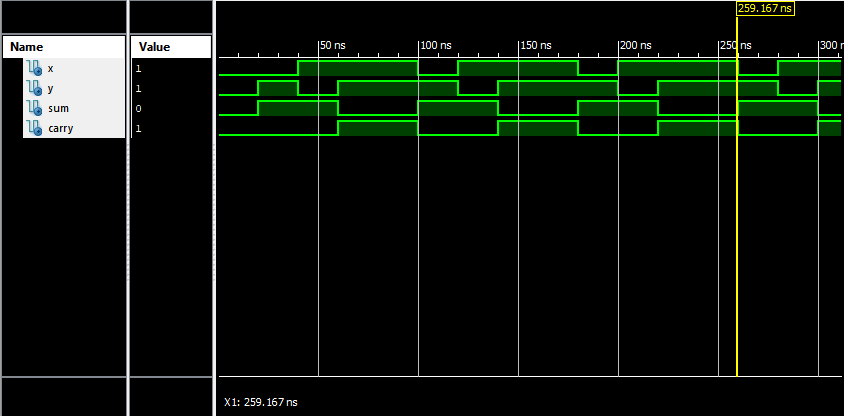 259.167 ns
Name Value
50 ns 100 ns 150 ns 200 ns 250 ns 300 n
x 1
y 1
sum 0
carry 1
X1: 259.167 ns